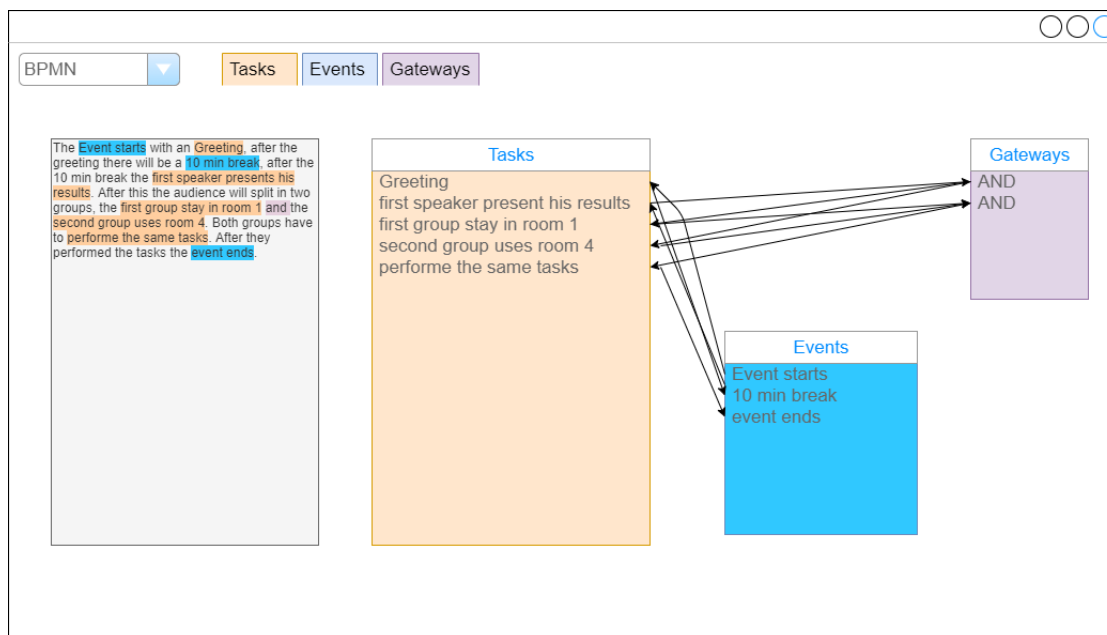 BPMN
Tasks
Events
Gateways
The Event starts with an Greeting, after the
greeting there will be a 10 min break, after the
10 min break the first speaker presents his
results. After this the audience will split in two
groups, the first group stay in room 1 and the
second group uses room 4. Both groups have
to performe the same tasks. After they
performed the tasks the event ends.
Tasks
Greeting
first speaker present his results
first group stay in room 1
second group uses room 4
performe the same tasks
Gateways
AND
AND
Events
Event starts
10 min break
event ends